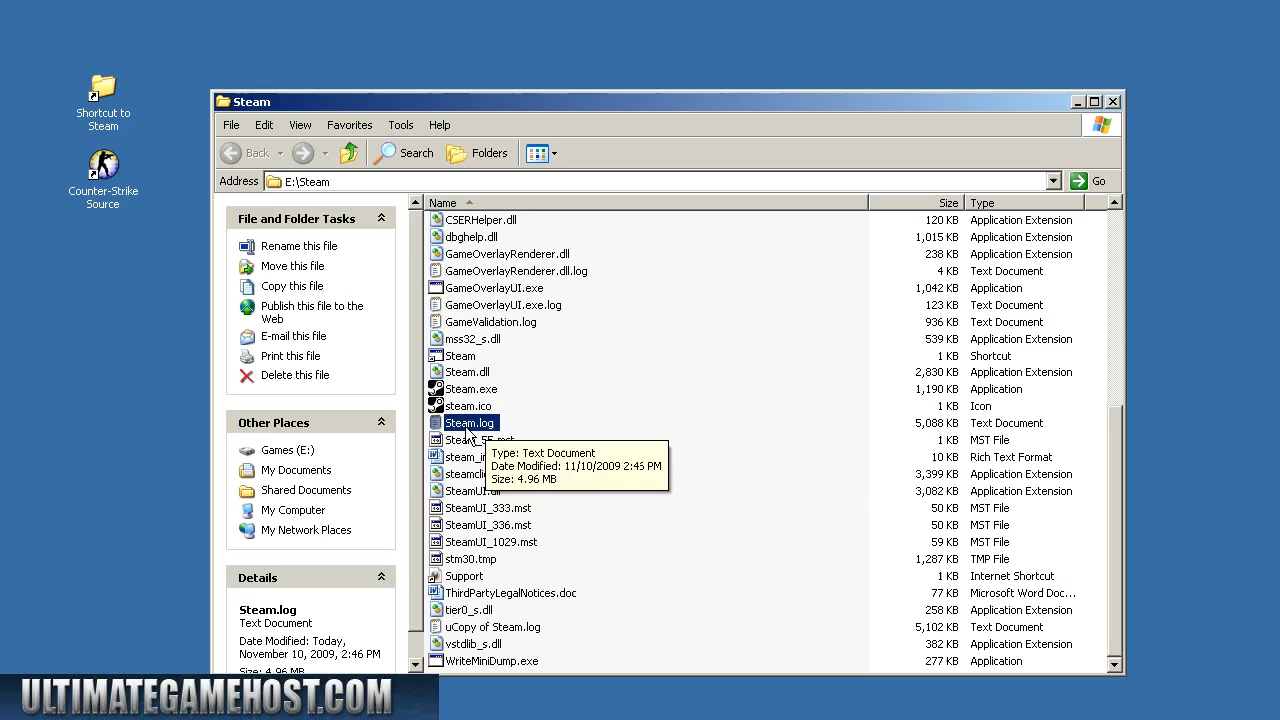 Shortcut to
Steam
Counter-Strike
Source
Steam
File Edit View Favorites Tools Help
Back Search Folders
Address E:\Steam Go
File and Folder Tasks
Rename this file
Move this file
Copy this file
Publish this file to the
Web
E-mail this file
Print this file
Delete this file
Other Places
Games (E:)
My Documents
Shared Documents
My Computer
My Network Places
Details
Steam.log
Text Document
Date Modified: Today,
November 10, 2009, 2:46 PM
Size: 4.96 MB
Name Size Type
CSERHelper.dll 120 KB Application Extension
dbghelp.dll 1,015 KB Application Extension
GameOverlayRenderer.dll 238 KB Application Extension
GameOverlayRenderer.dll.log 4 KB Text Document
GameOverlayUI.exe 1,042 KB Application
GameOverlayUI.exe.log 123 KB Text Document
GameValidation.log 936 KB Text Document
mss32_s.dll 539 KB Application Extension
Steam 1 KB Shortcut
Steam.dll 2,830 KB Application Extension
Steam.exe 1,190 KB Application
steam.ico 1 KB Icon
Steam.log 5,088 KB Text Document
1 KB MST File
10 KB Rich Text Format
3,399 KB Application Extension
SteamUI.dll 3,082 KB Application Extension
SteamUI_333.mst 50 KB MST File
SteamUI_336.mst 50 KB MST File
SteamUI_1029.mst 59 KB MST File
stm30.tmp 1,287 KB TMP File
Support 1 KB Internet Shortcut
ThirdPartyLegalNotices.doc 77 KB Microsoft Word Doc...
tier0_s.dll 258 KB Application Extension
uCopy of Steam.log 5,102 KB Text Document
vstdlib_s.dll 382 KB Application Extension
WriteMiniDump.exe 277 KB Application
Type: Text Document
Date Modified: 11/10/2009 2:46 PM
Size: 4.96 MB
ULTIMATEGAMEHOST.COM